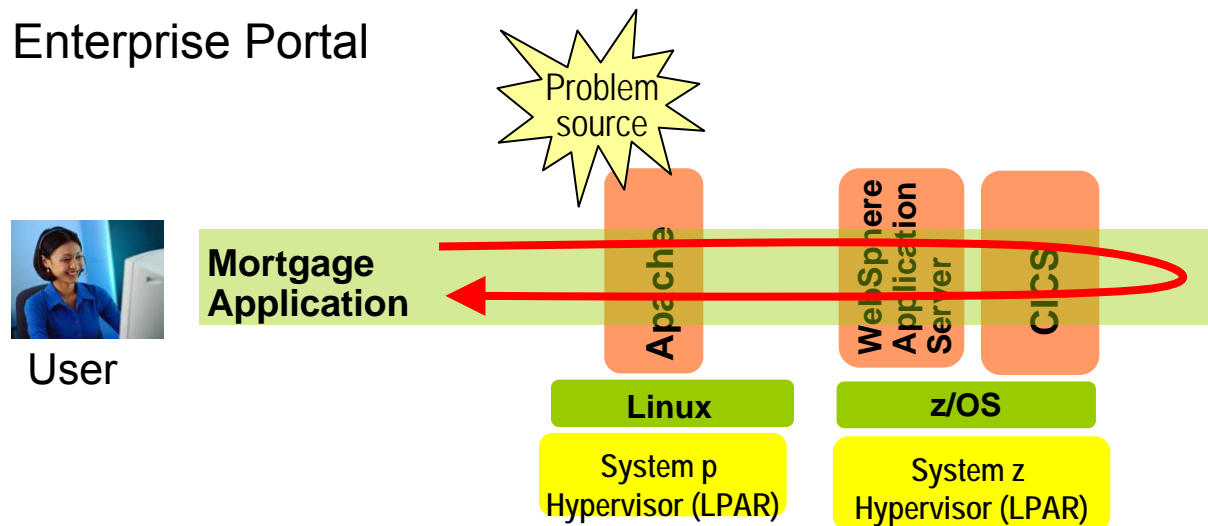 Enterprise Portal
Problem
source
Mortgage
Application
User
Apache
WebSphere
Application
Server
CICS
Linux
z/OS
System p
Hypervisor (LPAR)
System z
Hypervisor (LPAR)